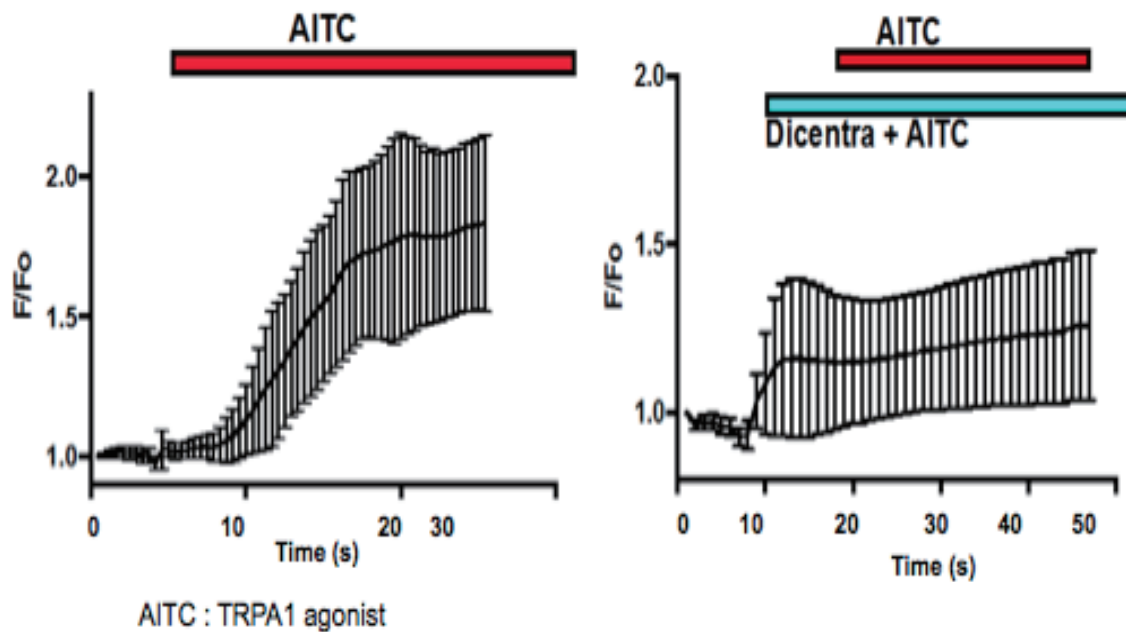 AITC
2.0
1.5
1.0
F/Fo
0 10 20 30
Time (s)
AITC : TRPA1 agonist
AITC
Dicentra + AITC
2.0
1.5
1.0
F/Fo
0 10 20 30 40 50
Time (s)